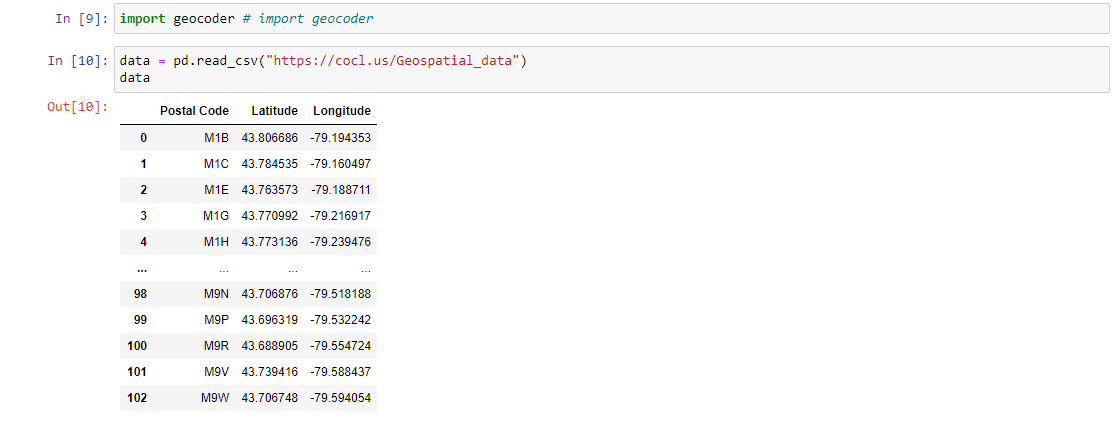 In [9]: import geocoder # import geocoder
In [10]: data = pd.read_csv("https://cocl.us/Geospatial_data")
data
Out[10]:
Postal Code Latitude Longitude
0 M1B 43.806686 -79.194353
1 M1C 43.784535 -79.160497
2 M1E 43.763573 -79.188711
3 M1G 43.770992 -79.216917
4 M1H 43.773136 -79.239476
... ... ... ...
98 M9N 43.706876 -79.518188
99 M9P 43.696319 -79.532242
100 M9R 43.688905 -79.554724
101 M9V 43.739416 -79.588437
102 M9W 43.706748 -79.594054